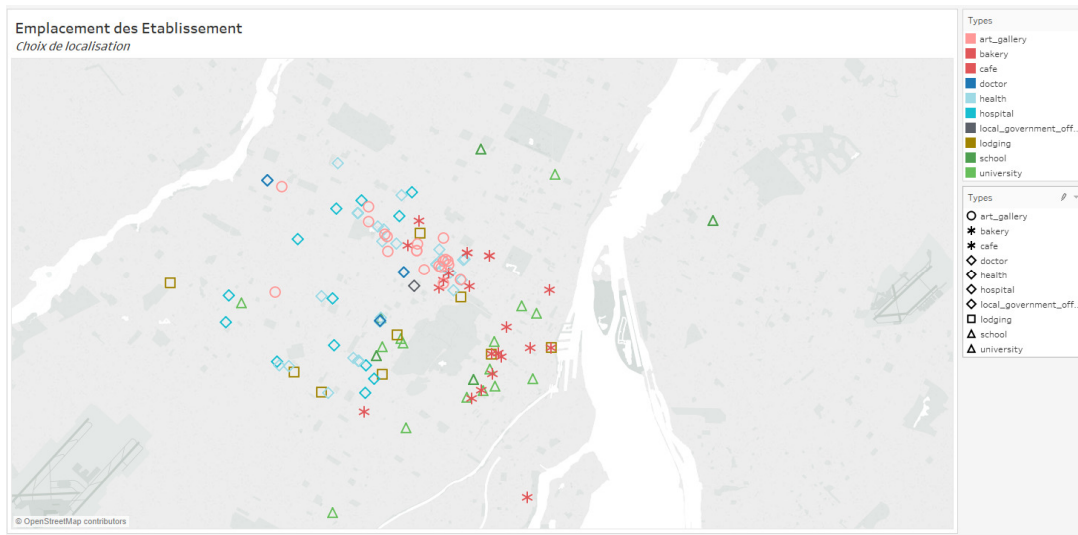 Emplacement des Etablissement
Choix de localisation
© OpenStreetMap contributors
Types
art_gallery
bakery
cafe
doctor
health
hospital
local_government_off..
lodging
school
university
Types
art_gallery
bakery
cafe
doctor
health
hospital
local_government_off..
lodging
school
university